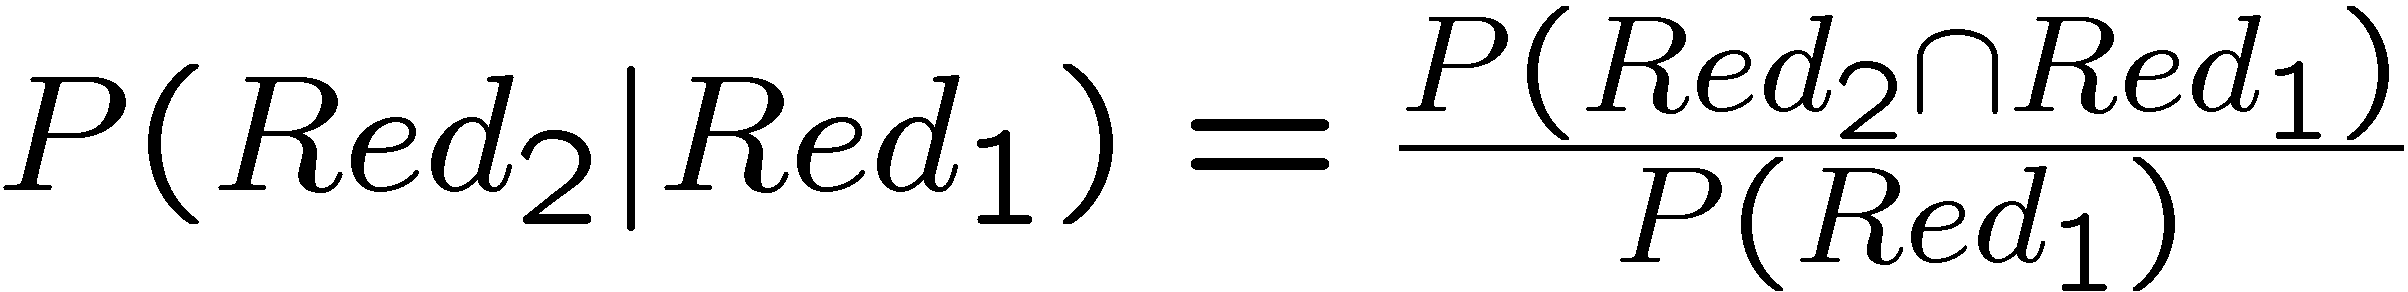 P(Red₂|Red₁) = P(Red₂∩Red₁) / P(Red₁)